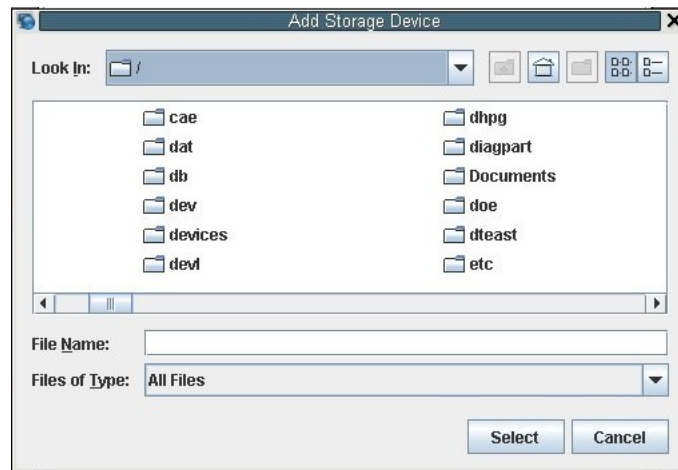 Add Storage Device
Look In: /
cae dhpg
dat diagpart
db Documents
dev doe
devices dteast
devl etc
File Name:
Files of Type: All Files
Select Cancel